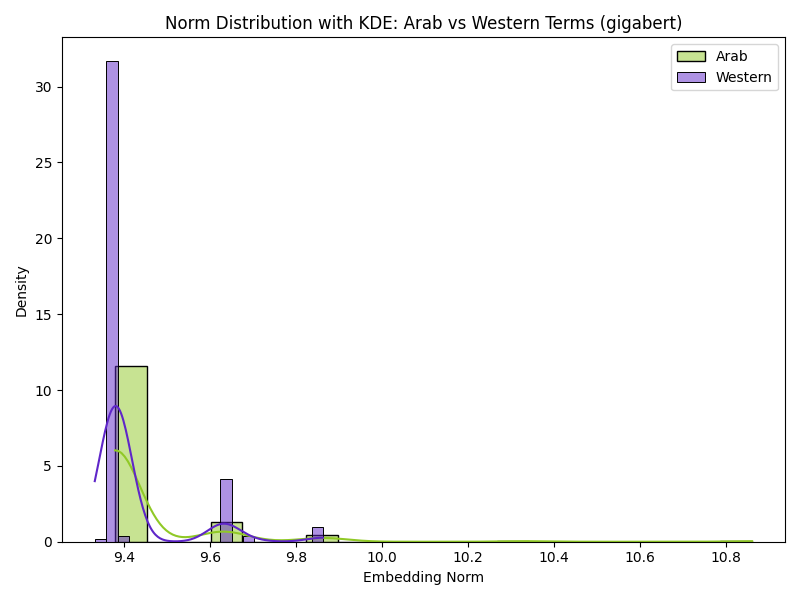 Norm Distribution with KDE: Arab vs Western Terms (gigabert)
Arab
Western
30
25
20
15
10
5
0
Density
9.4 9.6 9.8 10.0 10.2 10.4 10.6 10.8
Embedding Norm